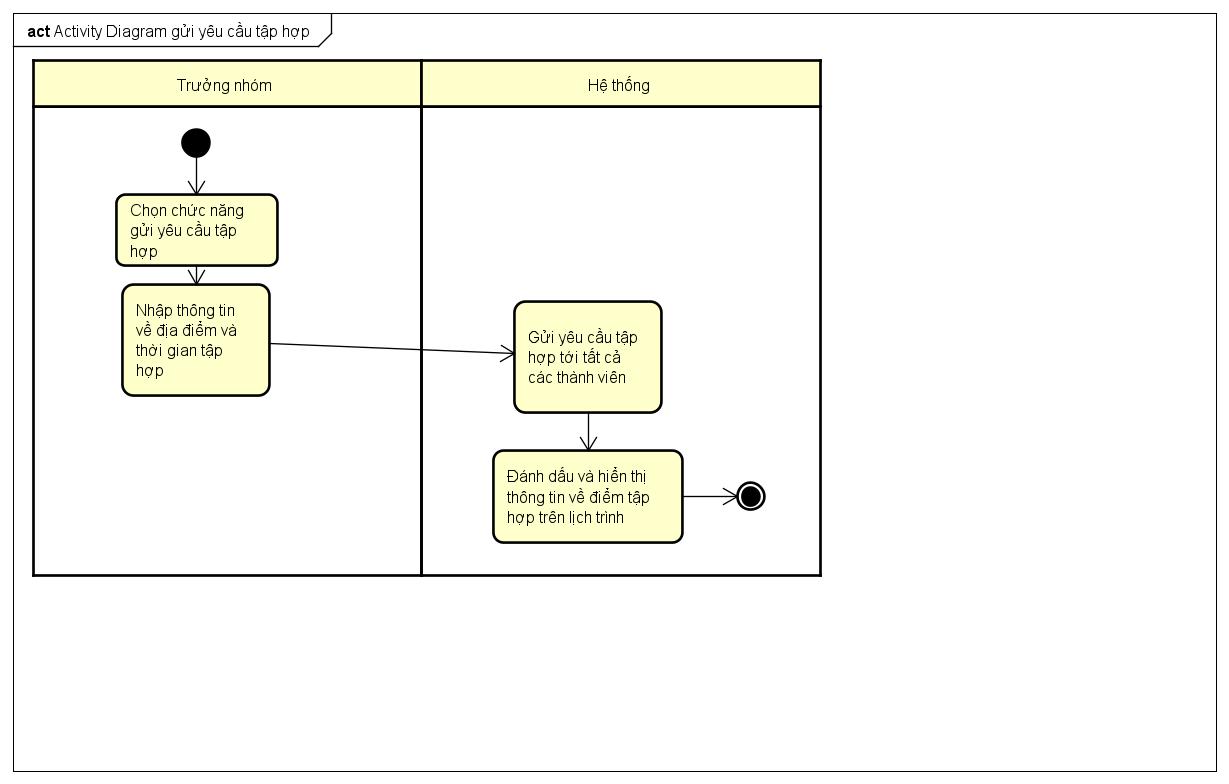 act Activity Diagram gửi yêu cầu tập hợp
Trưởng nhóm
Hệ thống
Chọn chức năng
gửi yêu cầu tập
hợp
Nhập thông tin
về địa điểm và
thời gian tập
hợp
Gửi yêu cầu tập
hợp tới tất cả
các thành viên
Đánh dấu và hiển thị
thông tin về điểm tập
hợp trên lịch trình